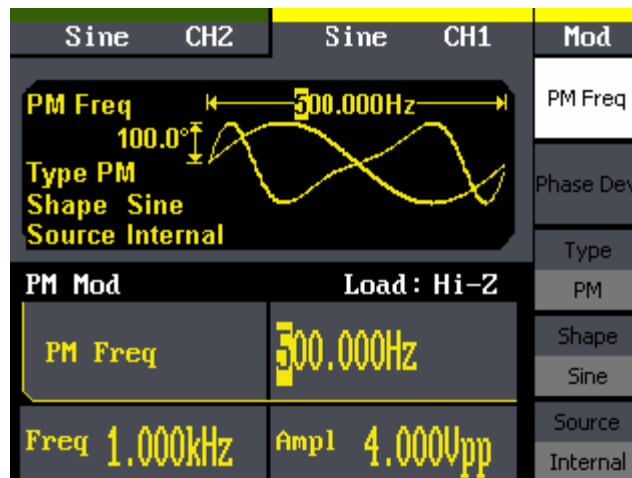 Sine CH2 Sine CH1 Mod
PM Freq 500.000Hz
100.0°
Type PM
Shape Sine
Source Internal
PM Mod Load: Hi-Z
PM Freq 500.000Hz
Freq 1.000kHz Ampl 4.000Vpp
PM Freq
Phase Dev
Type
PM
Shape
Sine
Source
Internal